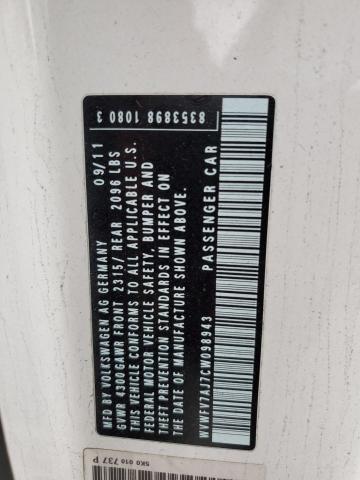 8353898 1080 3
MFD BY VOLKSWAGEN AG GERMANY 09/11
GVWR 4300 GAWR FRONT 2315/ REAR 2096 LBS
THIS VEHICLE CONFORMS TO ALL APPLICABLE U.S.
FEDERAL MOTOR VEHICLE SAFETY, BUMPER AND
THEFT PREVENTION STANDARDS IN EFFECT ON
THE DATE OF MANUFACTURE SHOWN ABOVE.
WVWFV7AJ7CW098943 PASSENGER CAR
5K0 010 737 P